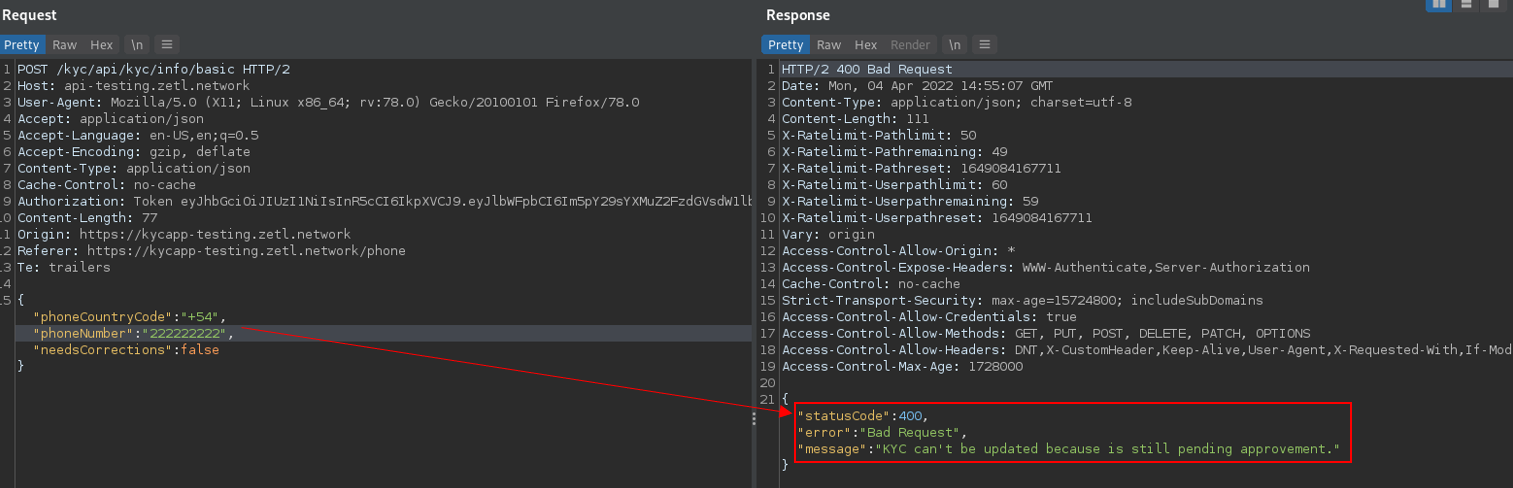 Request
Pretty Raw Hex \n
1 POST /kyc/api/kyc/info/basic HTTP/2
2 Host: api-testing.zetl.network
3 User-Agent: Mozilla/5.0 (X11; Linux x86_64; rv:78.0) Gecko/20100101 Firefox/78.0
4 Accept: application/json
5 Accept-Language: en-US,en;q=0.5
6 Accept-Encoding: gzip, deflate
7 Content-Type: application/json
8 Cache-Control: no-cache
9 Authorization: Token eyJhbGciOiJIUzI1NiIsInR5cCI6IkpXVCJ9.eyJlbWFpbCI6Im5pY29sYXMuZ2FzdGVsdW1lb
10 Content-Length: 77
11 Origin: https://kycapp-testing.zetl.network
12 Referer: https://kycapp-testing.zetl.network/phone
13 Te: trailers
14
15 {
"phoneCountryCode":"+54",
"phoneNumber":"222222222",
"needsCorrections":false
}
Response
Pretty Raw Hex Render \n
1 HTTP/2 400 Bad Request
2 Date: Mon, 04 Apr 2022 14:55:07 GMT
3 Content-Type: application/json; charset=utf-8
4 Content-Length: 111
5 X-Ratelimit-Pathlimit: 50
6 X-Ratelimit-Pathremaining: 49
7 X-Ratelimit-Pathreset: 1649084167711
8 X-Ratelimit-Userpathlimit: 60
9 X-Ratelimit-Userpathremaining: 59
10 X-Ratelimit-Userpathreset: 1649084167711
11 Vary: origin
12 Access-Control-Allow-Origin: *
13 Access-Control-Expose-Headers: WWW-Authenticate,Server-Authorization
14 Cache-Control: no-cache
15 Strict-Transport-Security: max-age=15724800; includeSubDomains
16 Access-Control-Allow-Credentials: true
17 Access-Control-Allow-Methods: GET, PUT, POST, DELETE, PATCH, OPTIONS
18 Access-Control-Allow-Headers: DNT,X-CustomHeader,Keep-Alive,User-Agent,X-Requested-With,If-Mod
19 Access-Control-Max-Age: 1728000
20
21 {
"statusCode":400,
"error":"Bad Request",
"message":"KYC can't be updated because is still pending approvement."
}